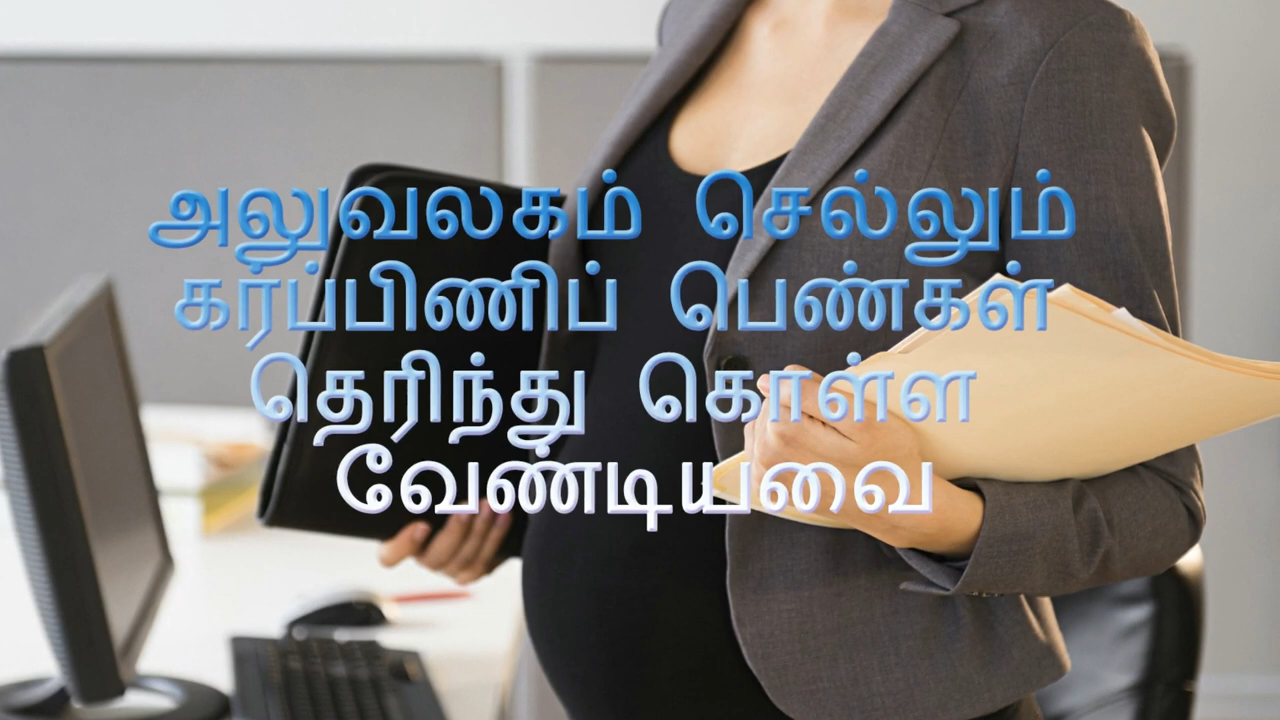 அலுவலகம் செல்லும்
கர்ப்பிணிப் பெண்கள்
தெரிந்து கொள்ள
வேண்டியவை